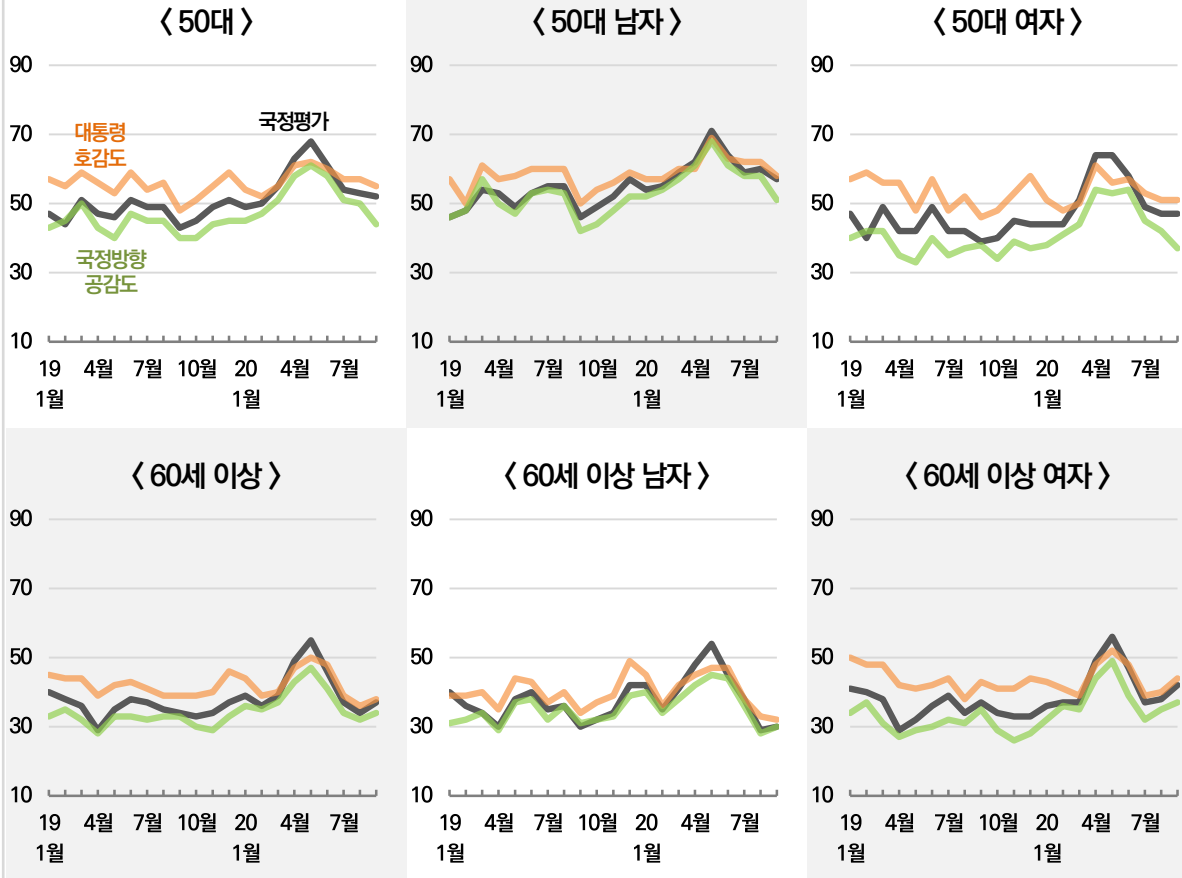 < 50대 >
90
70
50
30
10
대통령
호감도
국정평가
국정방향
공감도
19 4월 7월 10월 20 4월 7월
1월 1월
< 50대 남자 >
90
70
50
30
10
19 4월 7월 10월 20 4월 7월
1월 1월
< 50대 여자 >
90
70
50
30
10
19 4월 7월 10월 20 4월 7월
1월 1월
< 60세 이상 >
90
70
50
30
10
19 4월 7월 10월 20 4월 7월
1월 1월
< 60세 이상 남자 >
90
70
50
30
10
19 4월 7월 10월 20 4월 7월
1월 1월
< 60세 이상 여자 >
90
70
50
30
10
19 4월 7월 10월 20 4월 7월
1월 1월